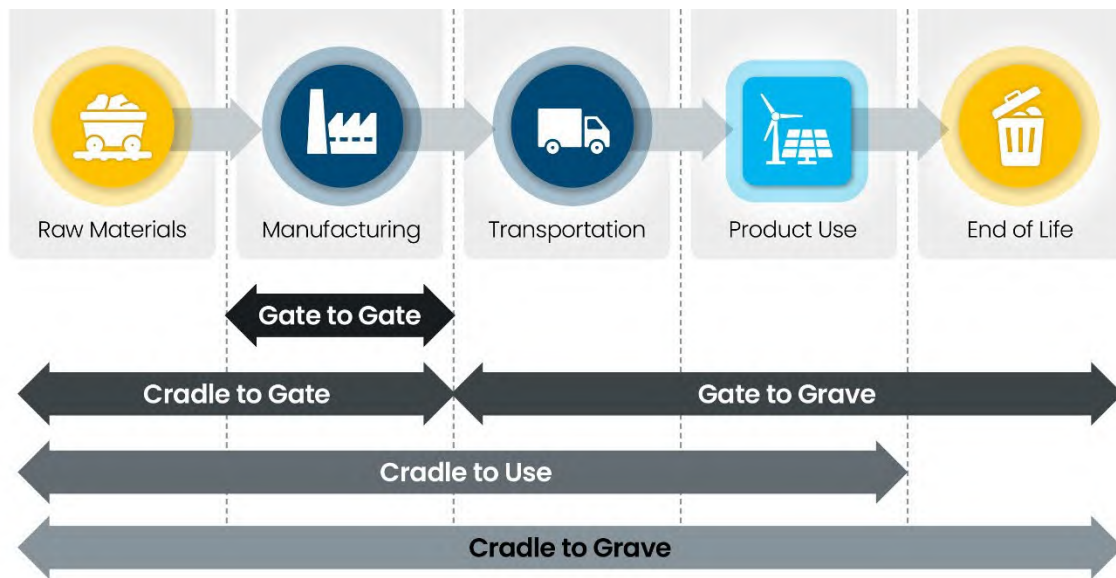 Raw Materials
Manufacturing
Transportation
Product Use
End of Life
Gate to Gate
Cradle to Gate
Gate to Grave
Cradle to Use
Cradle to Grave